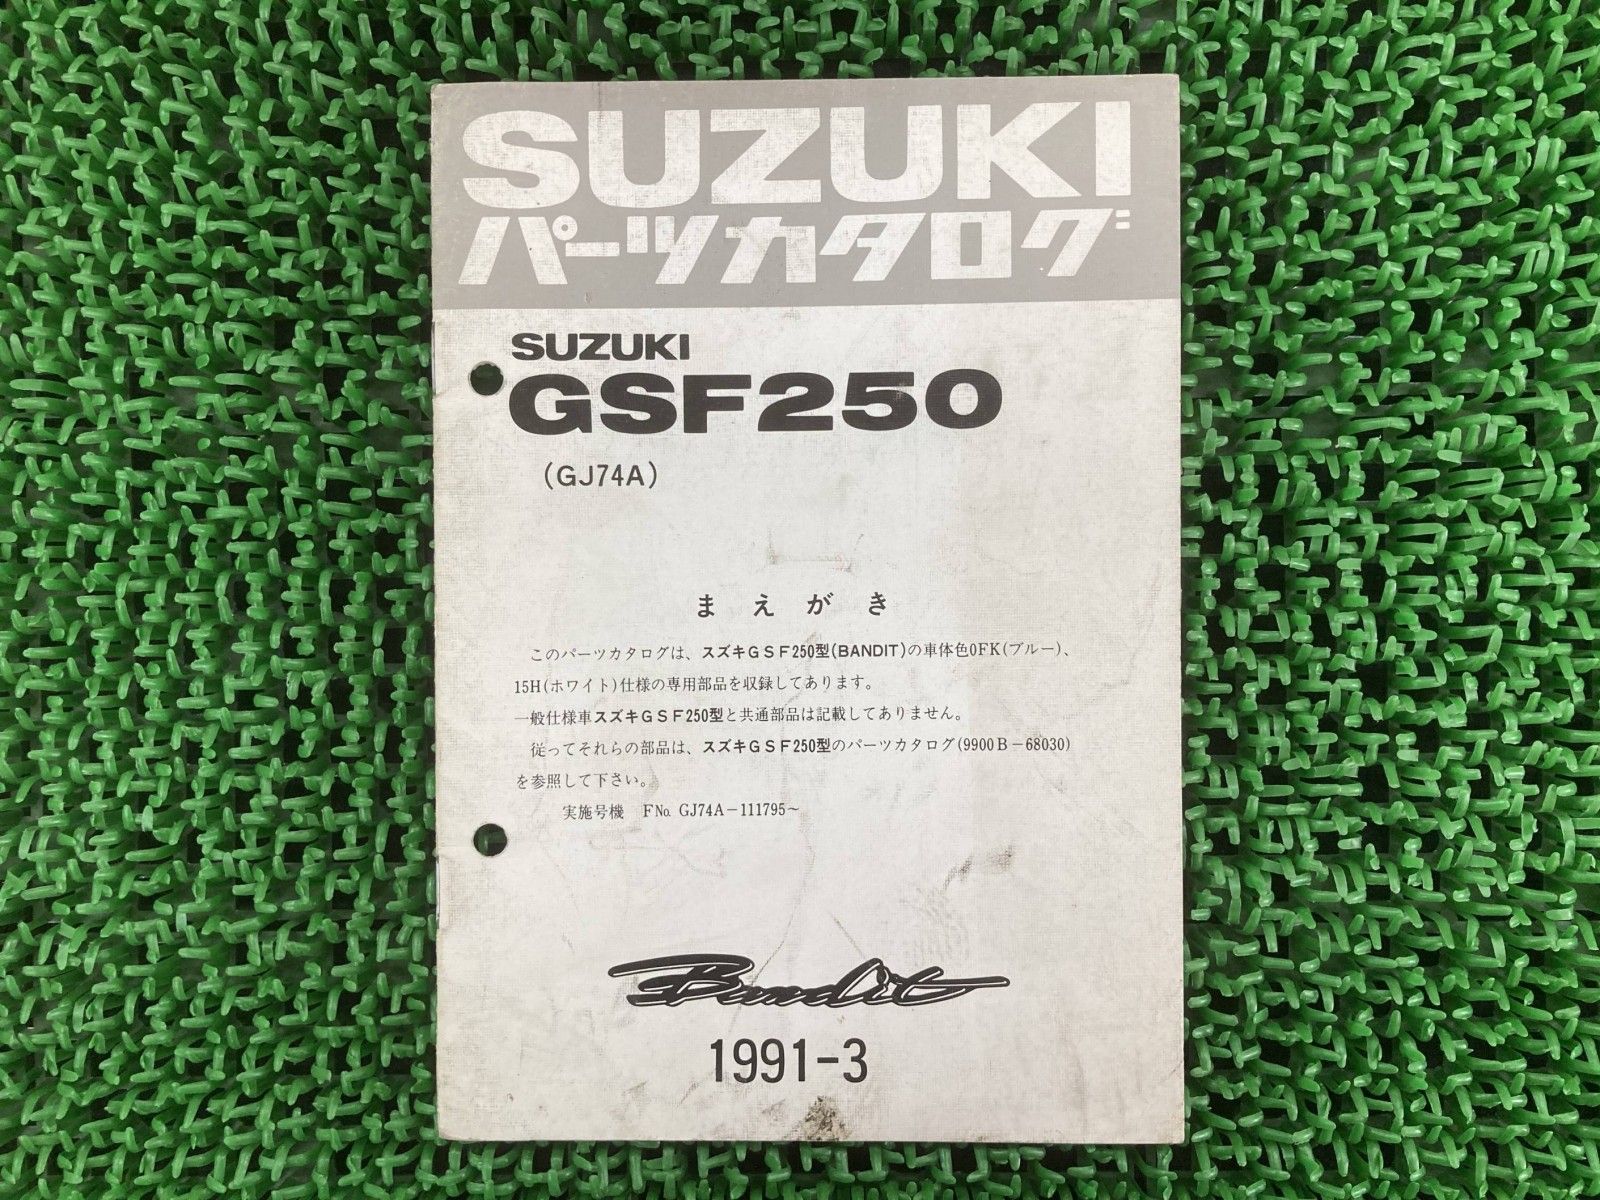 SUZUKI
パーツカタログ
SUZUKI
GSF250
(GJ74A)
まえがき
このパーツカタログは、スズキGSF250型(BANDIT)の車体色0FK(ブルー)、
15H(ホワイト)仕様の専用部品を収録してあります。
一般仕様車スズキGSF250型と共通部品は記載してありません。
従ってそれらの部品は、スズキGSF250型のパーツカタログ(9900B-68030)
を参照して下さい。
実施号機 FNo. GJ74A-111795~
Bandit
1991-3